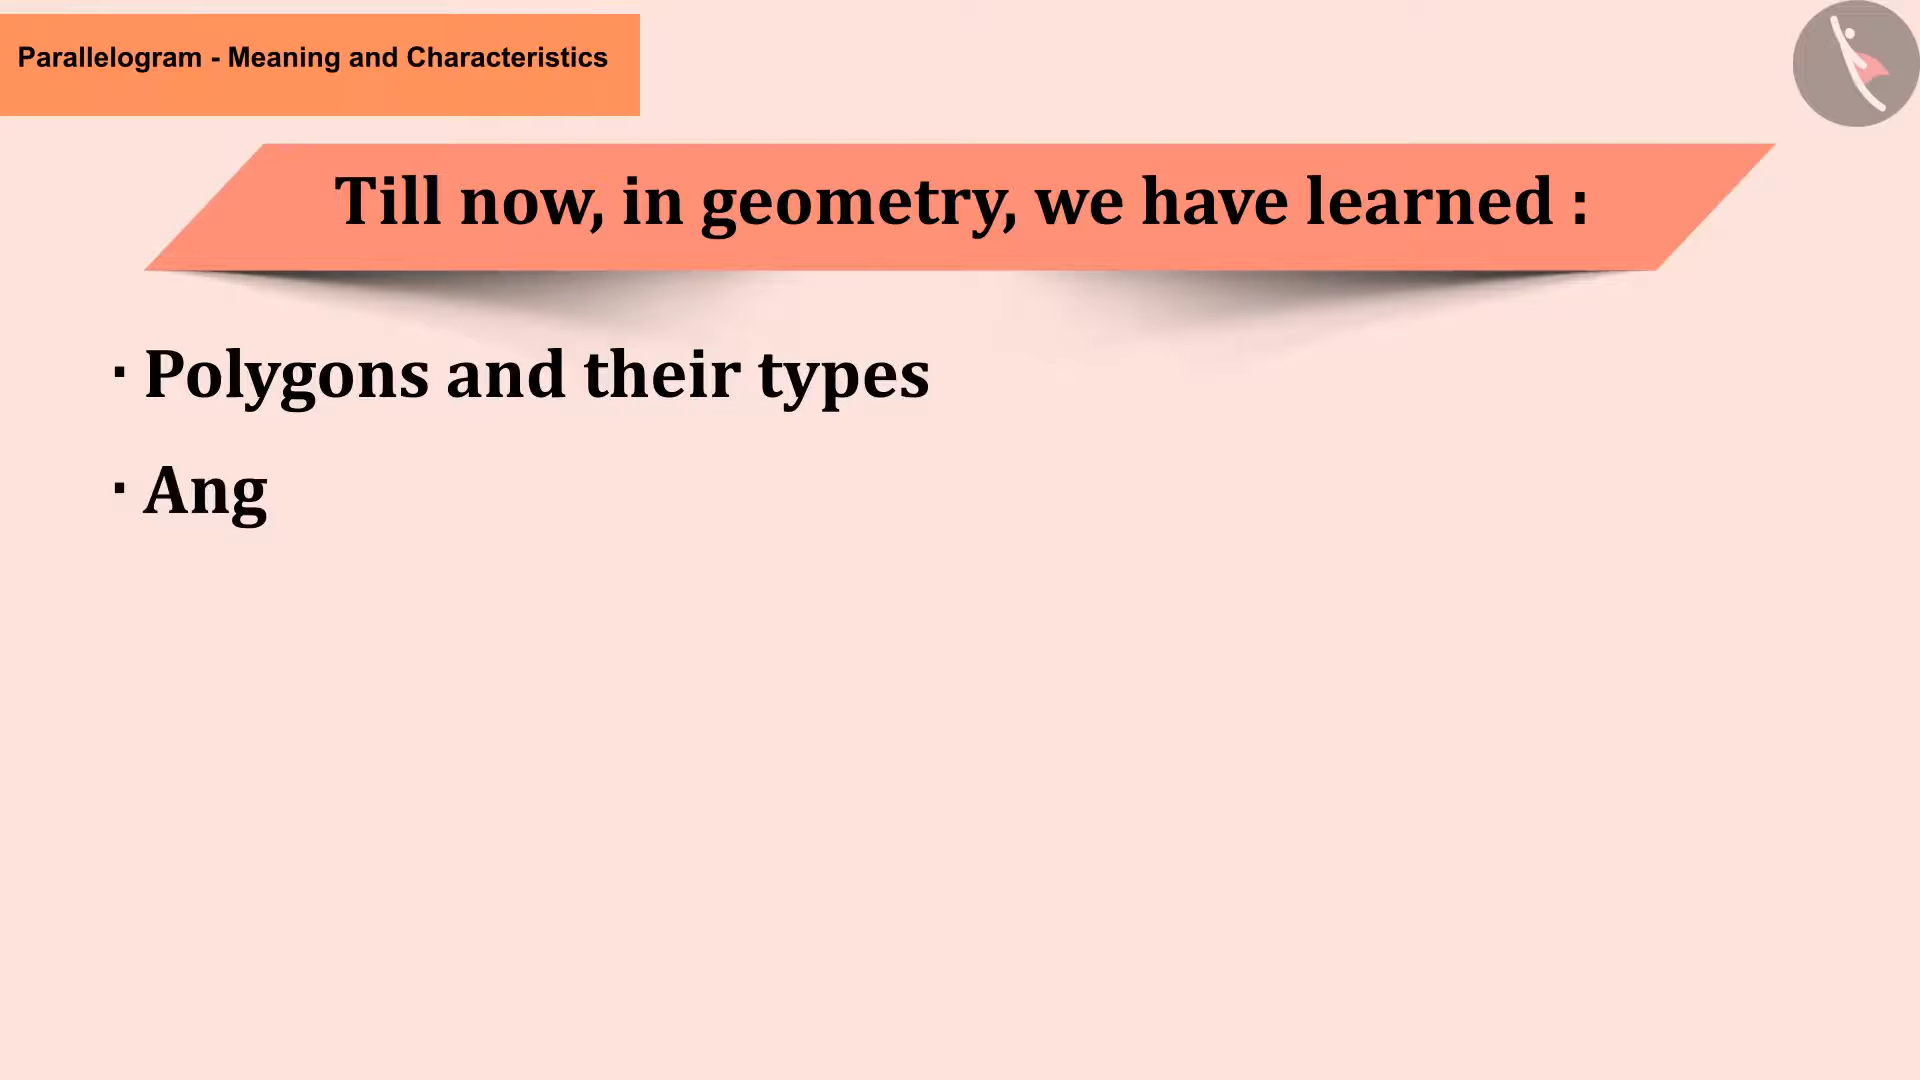 Parallelogram - Meaning and Characteristics
Till now, in geometry, we have learned :
· Polygons and their types
· Ang